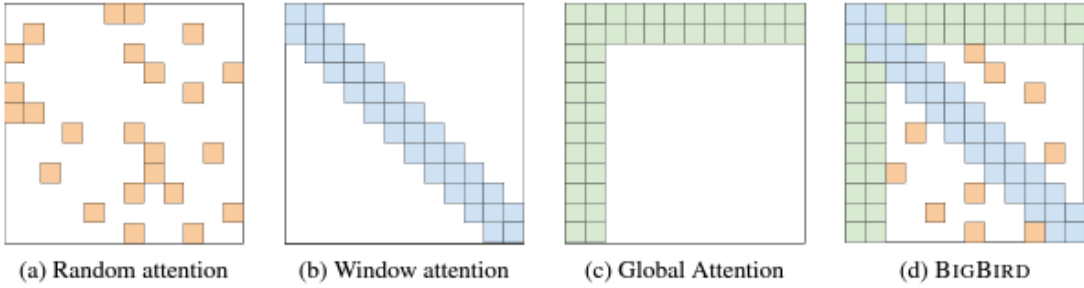 (a) Random attention
(b) Window attention
(c) Global Attention
(d) BIGBIRD